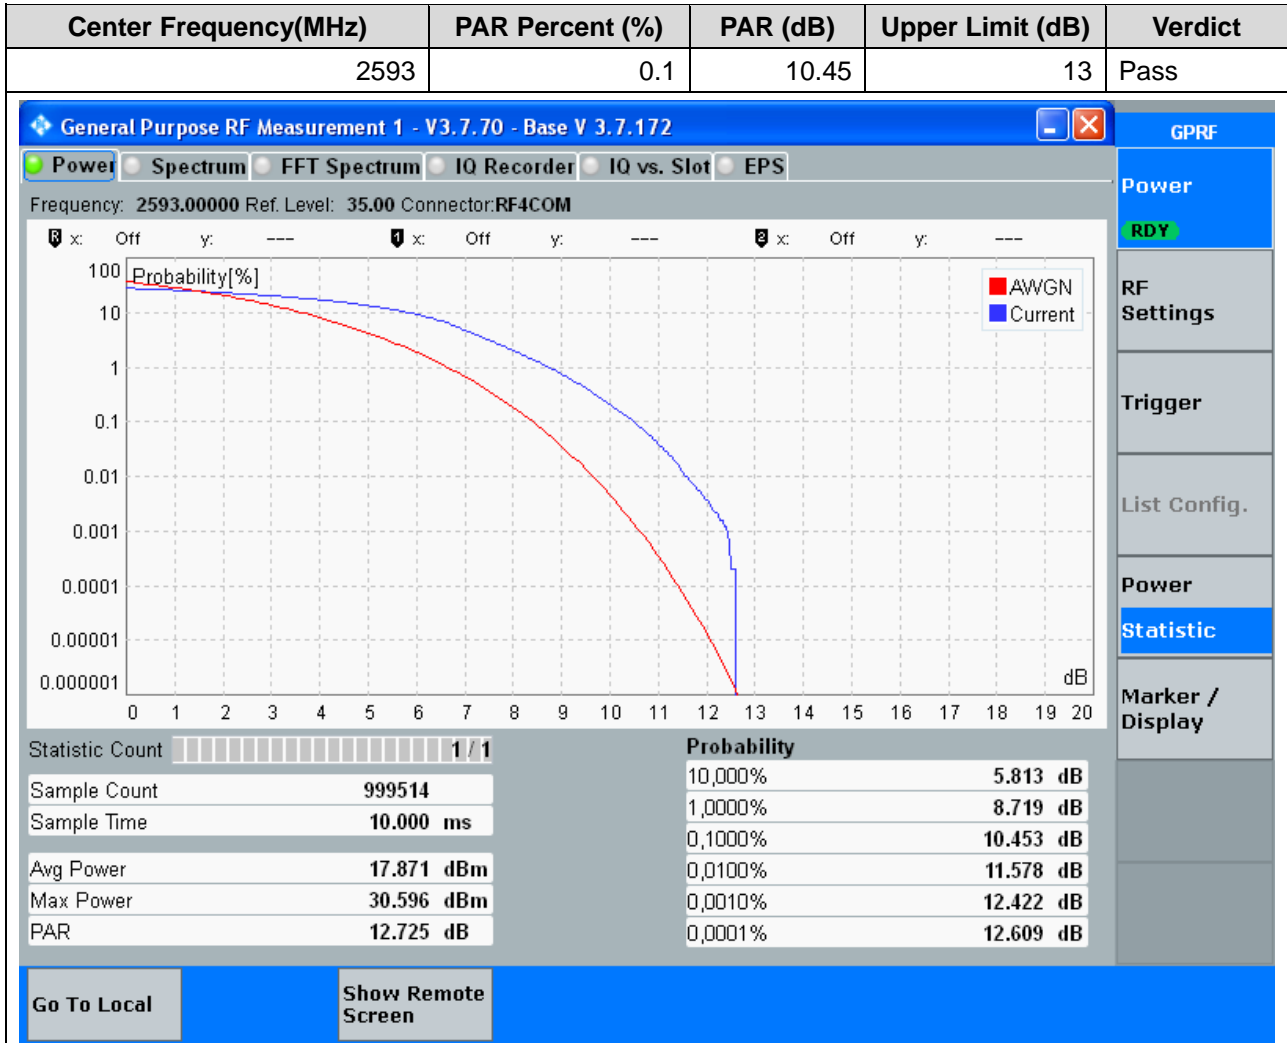 Center Frequency(MHz) PAR Percent (%) PAR (dB) Upper Limit (dB) Verdict
2593 0.1 10.45 13 Pass
General Purpose RF Measurement 1 - V3.7.70 - Base V 3.7.172
GPRF
Power Spectrum FFT Spectrum IQ Recorder IQ vs. Slot EPS
Frequency: 2593.00000 Ref. Level: 35.00 Connector:RF4COM
R x: Off y: --- 1 x: Off y: --- 2 x: Off y: ---
Probability[%]
AWGN
Current
100
10
1
0.1
0.01
0.001
0.0001
0.00001
0.000001
dB
0 1 2 3 4 5 6 7 8 9 10 11 12 13 14 15 16 17 18 19 20
Statistic Count 1 / 1
Sample Count 999514
Sample Time 10.000 ms
Avg Power 17.871 dBm
Max Power 30.596 dBm
PAR 12.725 dB
Probability
10,000% 5.813 dB
1,0000% 8.719 dB
0,1000% 10.453 dB
0,0100% 11.578 dB
0,0010% 12.422 dB
0,0001% 12.609 dB
Power
RDY
RF
Settings
Trigger
List Config.
Power
Statistic
Marker /
Display
Go To Local
Show Remote
Screen